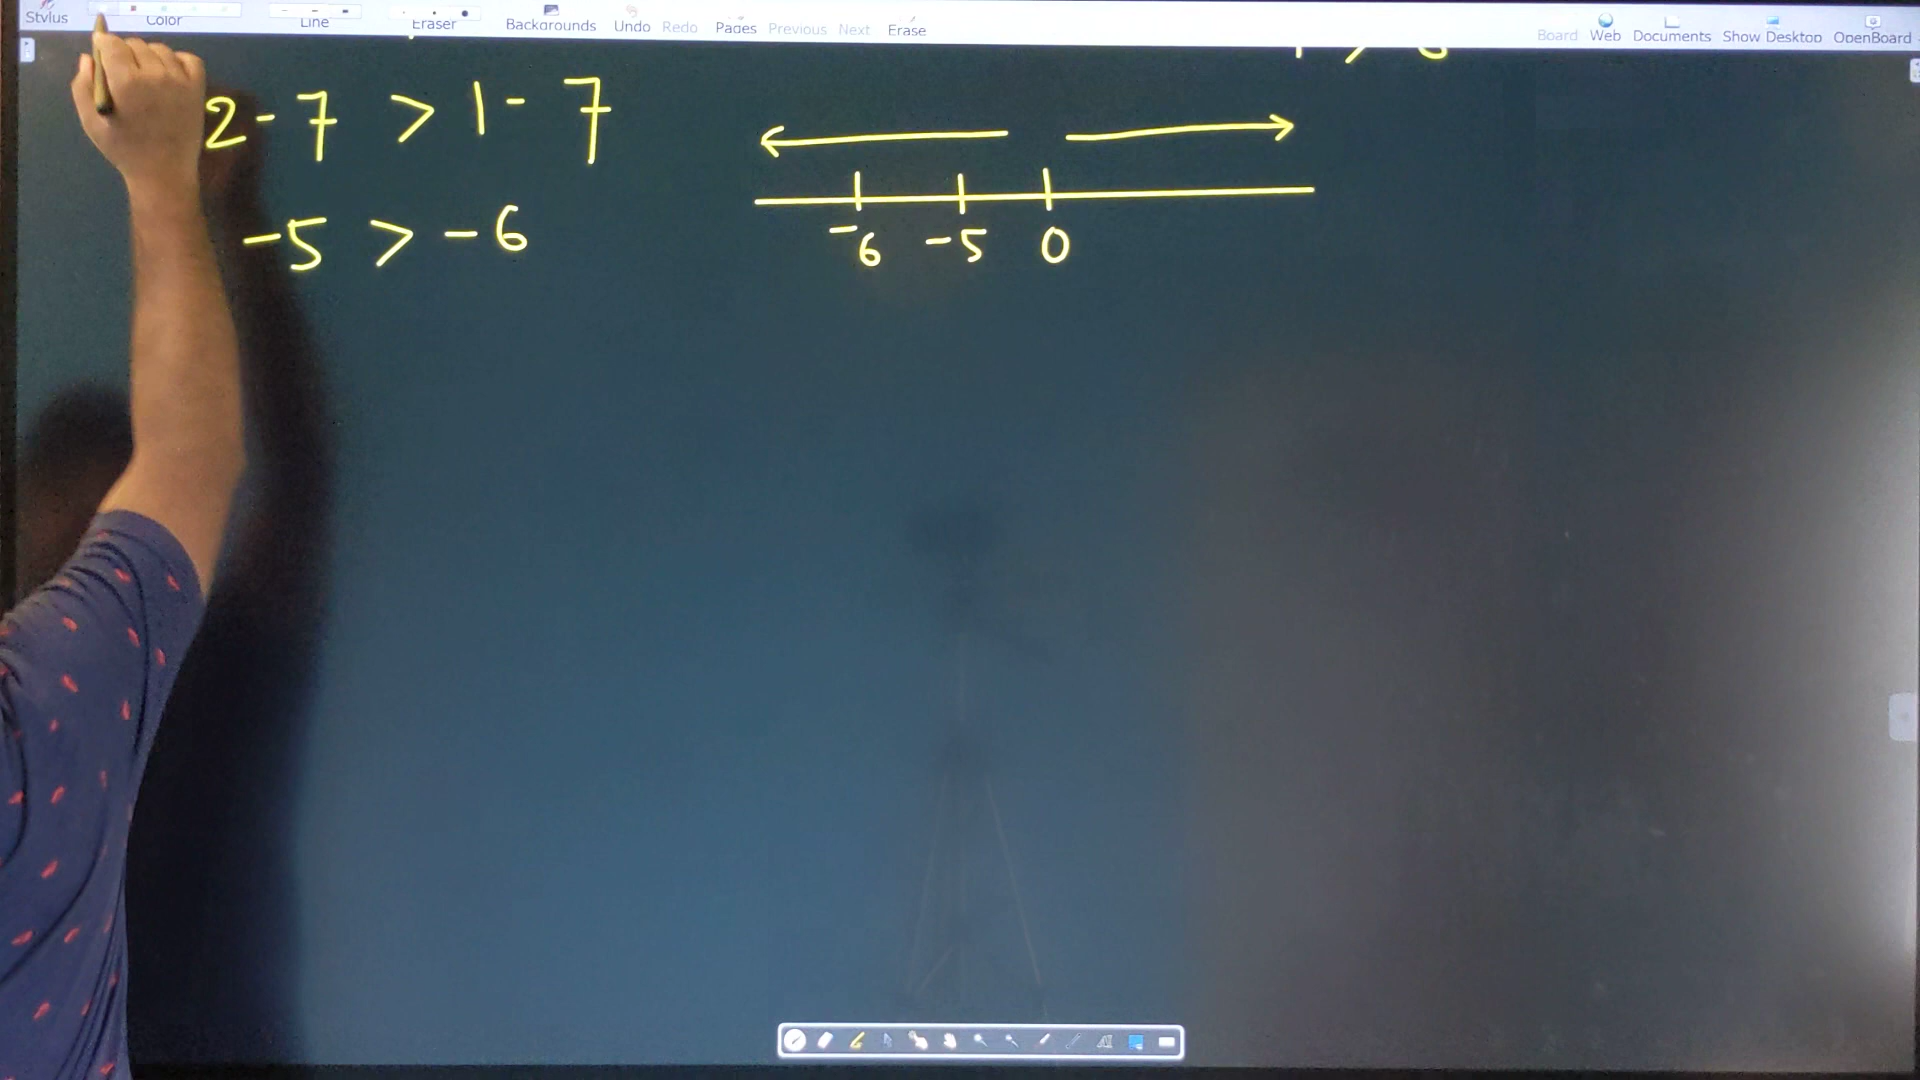 Stylus Color Line Eraser Backgrounds Undo Redo Pages Previous Next Erase Board Web Documents Show Desktop OpenBoard
2 - 7 > 1 - 7
-5 > -6
-6 -5 0